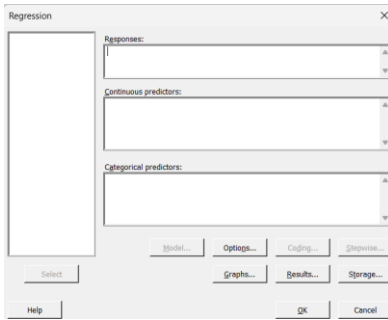 Regression
Responses:
Continuous predictors:
Categorical predictors:
Model... Options... Coding... Stepwise...
Select Graphs... Results... Storage...
Help OK Cancel